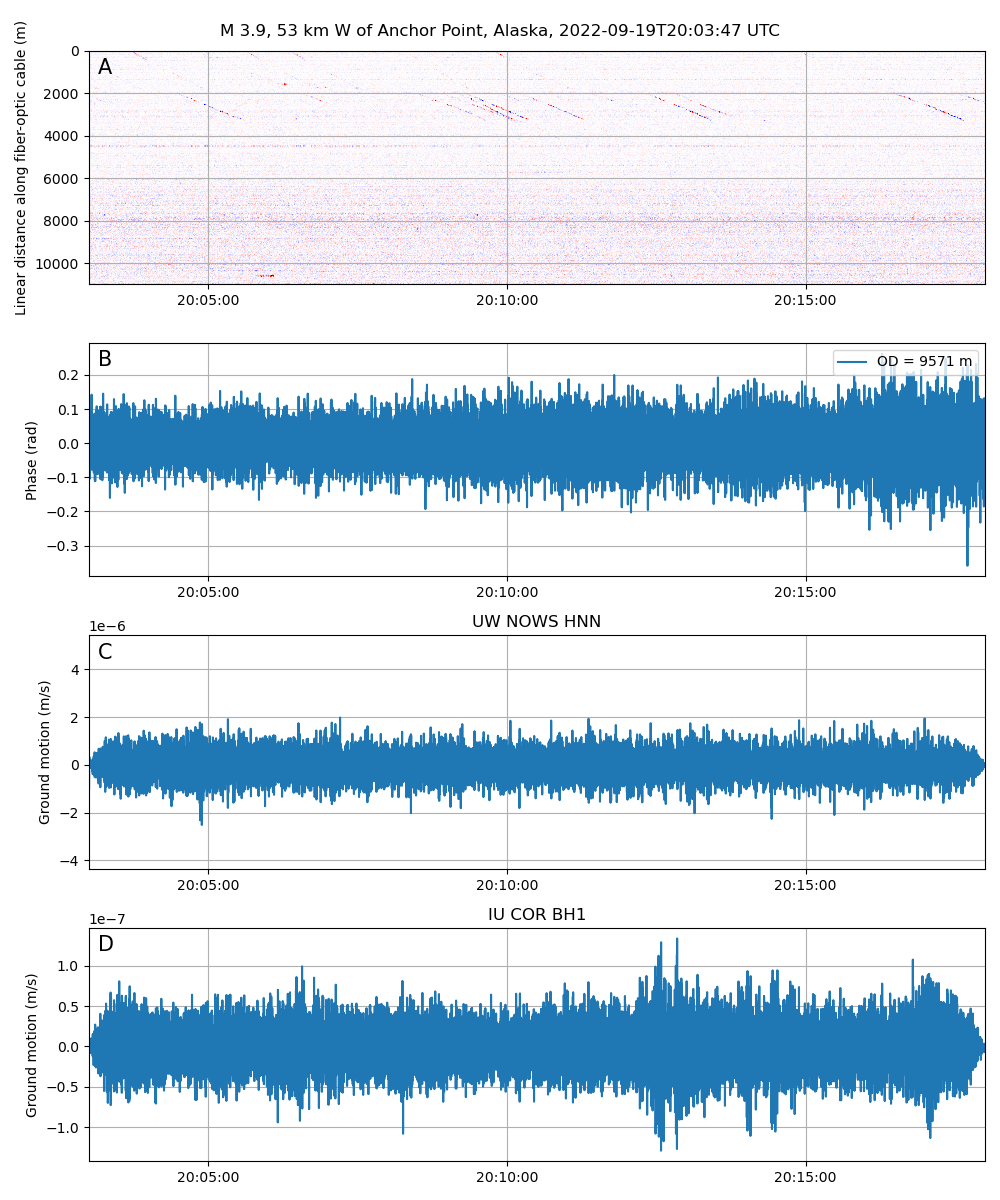 M 3.9, 53 km W of Anchor Point, Alaska, 2022-09-19T20:03:47 UTC
A
Linear distance along fiber-optic cable (m)
0
2000
4000
6000
8000
10000
20:05:00
20:10:00
20:15:00
B
OD = 9571 m
Phase (rad)
0.2
0.1
0.0
−0.1
−0.2
−0.3
20:05:00
20:10:00
20:15:00
UW NOWS HNN
1e−6
C
Ground motion (m/s)
4
2
0
−2
−4
20:05:00
20:10:00
20:15:00
IU COR BH1
1e−7
D
Ground motion (m/s)
1.0
0.5
0.0
−0.5
−1.0
20:05:00
20:10:00
20:15:00